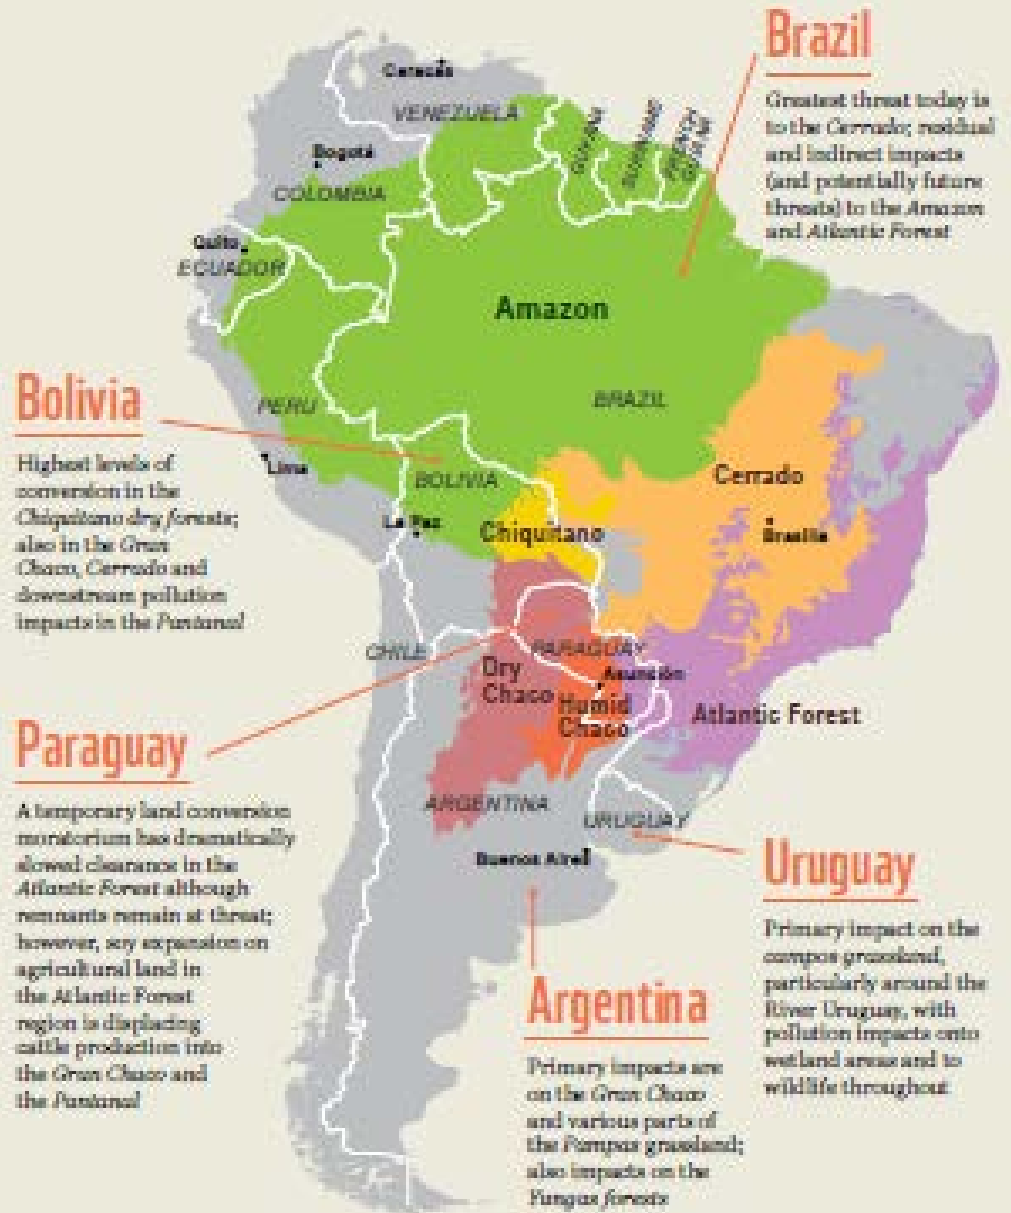 Brazil
Greatest threat today is
to the Cerrado; residual
and indirect impacts
(and potentially future
threats) to the Amazon
and Atlantic Forest
Caracas
VENEZUELA
GUYANA
SURINAME
FRENCH
GUIANA
Bogotá
COLOMBIA
Quito
ECUADOR
Amazon
Bolivia
Highest levels of
conversion in the
Chiquitano dry forests;
also in the Gran
Chaco, Cerrado and
downstream pollution
impacts in the Pantanal
PERU
BRAZIL
Lima
BOLIVIA
Cerrado
La Paz
Chiquitano
Brasilia
CHILE
PARAGUAY
Dry
Chaco
Asunción
Humid
Chaco
Atlantic Forest
Paraguay
A temporary land conversion
moratorium has dramatically
slowed clearance in the
Atlantic Forest although
remnants remain at threat;
however, soy expansion on
agricultural land in
the Atlantic Forest
region is displacing
cattle production into
the Gran Chaco and
the Pantanal
ARGENTINA
URUGUAY
Buenos Aires
Uruguay
Primary impact on the
campos grassland,
particularly around the
River Uruguay, with
pollution impacts onto
wetland areas and to
wildlife throughout
Argentina
Primary impacts are
on the Gran Chaco
and various parts of
the Pampas grassland;
also impacts on the
Yungas forests